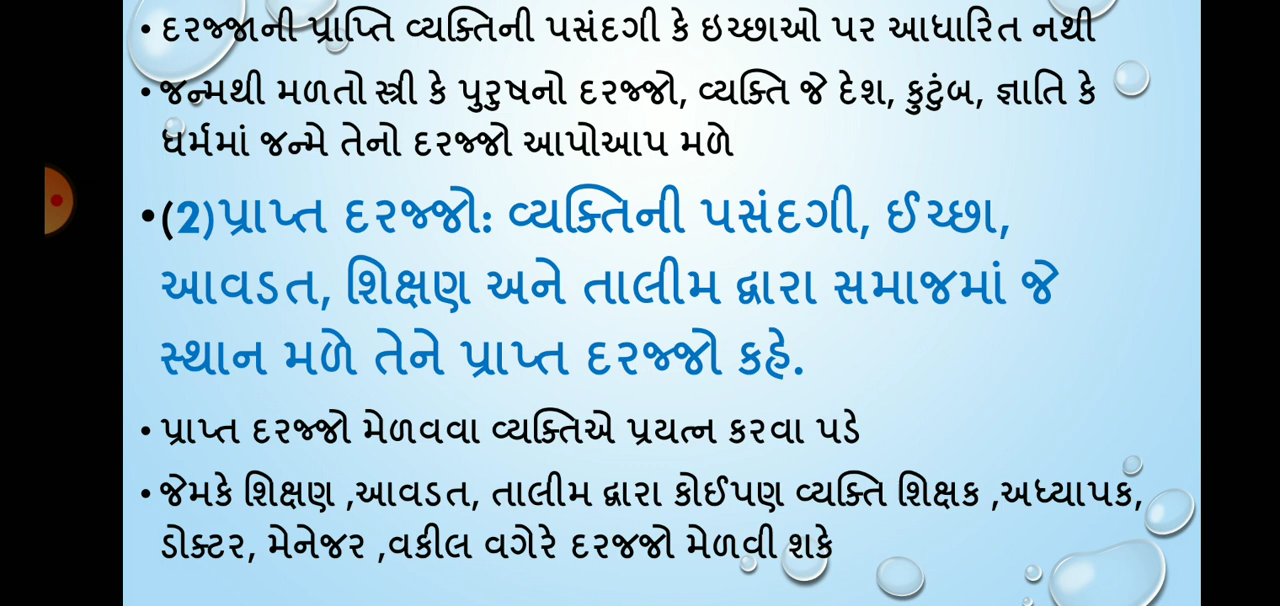 • દરજ્જાની પ્રાપ્તિ વ્યક્તિની પસંદગી કે ઇચ્છાઓ પર આધારિત નથી
• જન્મથી મળતો સ્ત્રી કે પુરુષનો દરજ્જો, વ્યક્તિ જે દેશ, કુટુંબ, જ્ઞાતિ કે
ધર્મમાં જન્મે તેનો દરજ્જો આપોઆપ મળે
•(2)પ્રાપ્ત દરજ્જો: વ્યક્તિની પસંદગી, ઈચ્છા,
આવડત, શિક્ષણ અને તાલીમ દ્વારા સમાજમાં જે
સ્થાન મળે તેને પ્રાપ્ત દરજ્જો કહે.
• પ્રાપ્ત દરજ્જો મેળવવા વ્યક્તિએ પ્રયત્ન કરવા પડે
• જેમકે શિક્ષણ ,આવડત, તાલીમ દ્વારા કોઈપણ વ્યક્તિ શિક્ષક ,અધ્યાપક,
ડોક્ટર, મેનેજર ,વકીલ વગેરે દરજજો મેળવી શકે